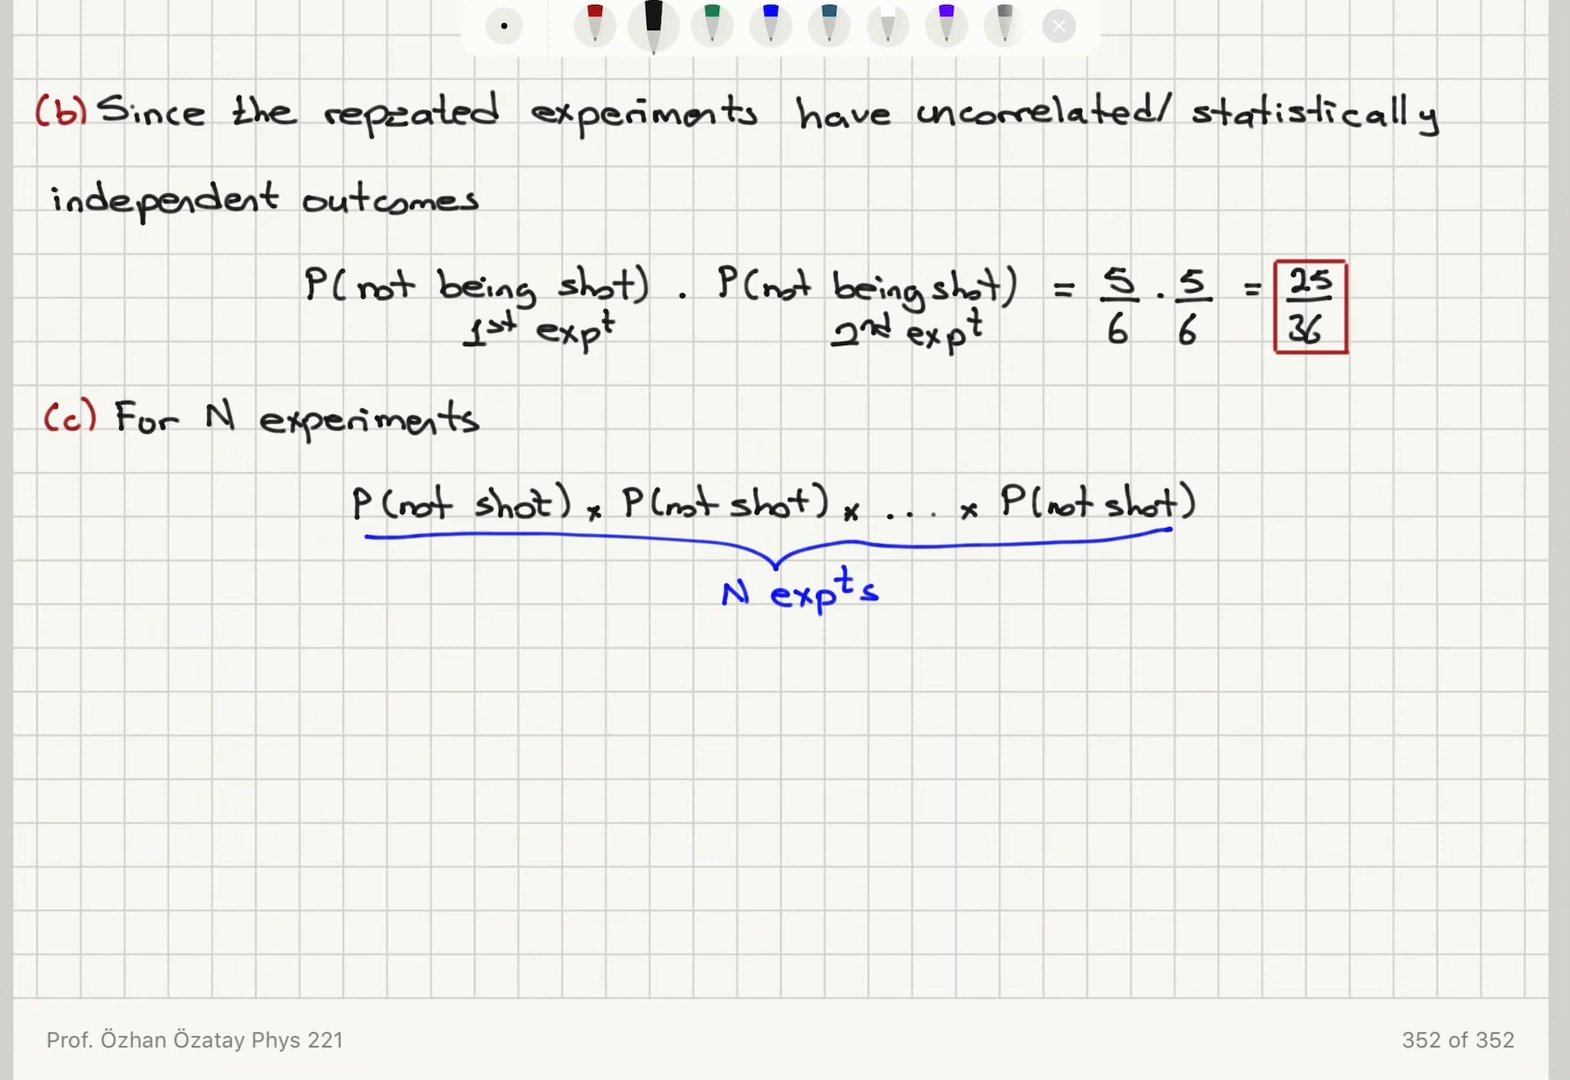 (b) Since the repeated experiments have uncorrelated/ statistically
independent outcomes
P(not being shot) . P(not being shot) = 5/6 . 5/6 = 25/36
1st expt 2nd expt
(c) For N experiments
P(not shot) x P(not shot) x . . . x P(not shot)
N expts
Prof. Özhan Özatay Phys 221
352 of 352